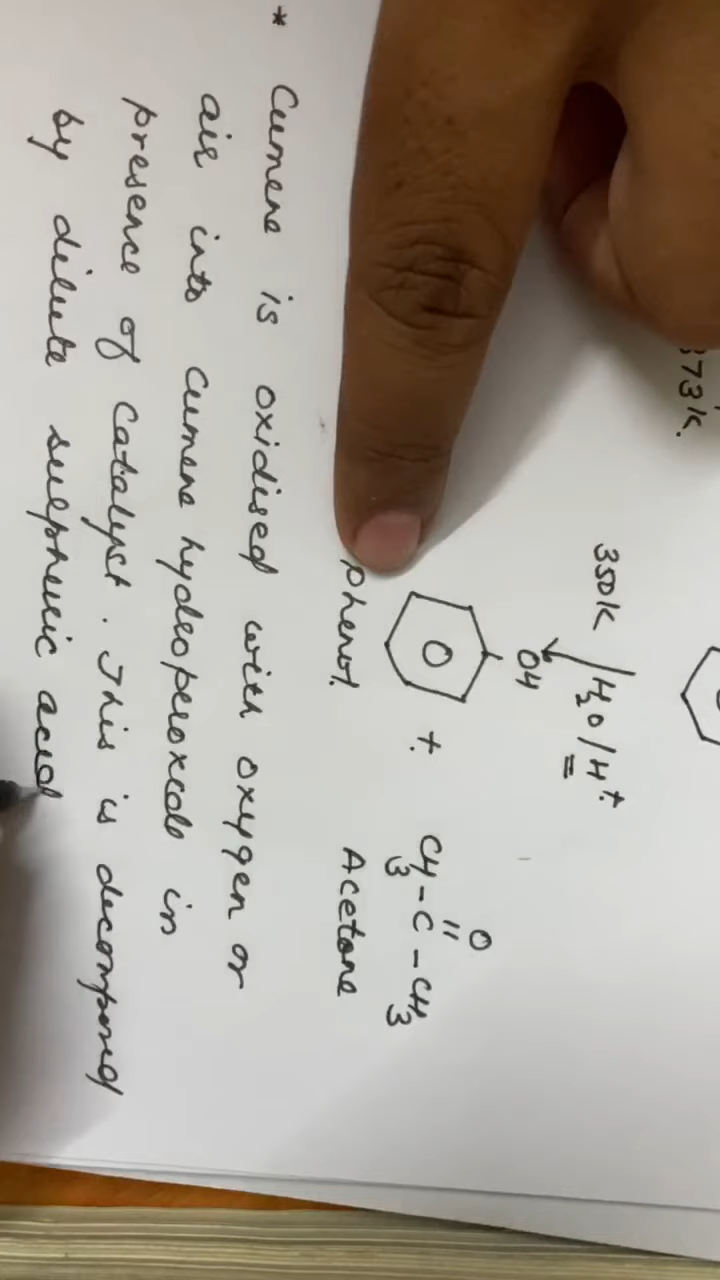 373K.
350K H2O/H+
OH
O
+ CH3-C-CH3
Phenol. Acetone
* Cumene is oxidised with oxygen or
air into cumene hydroperoxide in
presence of catalyst. This is decomposed
by dilute sulphuric acid